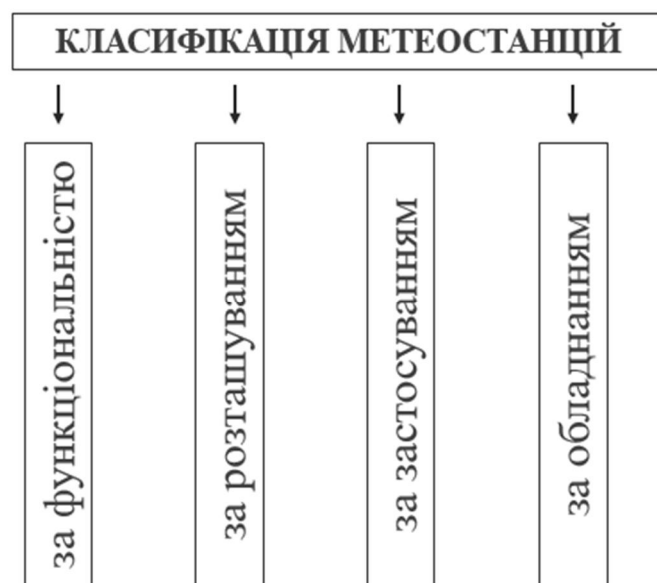 КЛАСИФІКАЦІЯ МЕТЕОСТАНЦІЙ
за функціональністю
за розташуванням
за застосуванням
за обладнанням